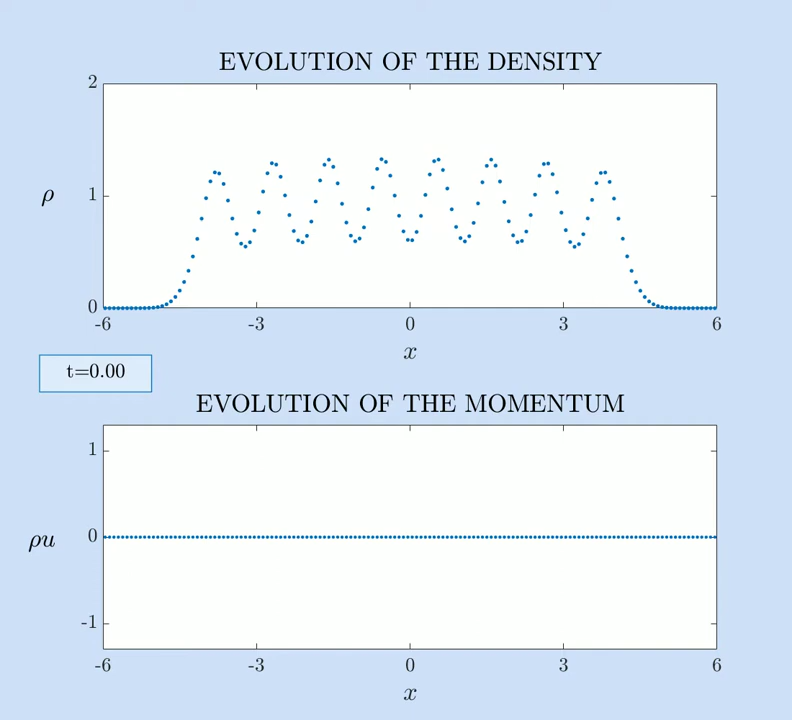 EVOLUTION OF THE DENSITY
2
1
0
ρ
-6 -3 0 3 6
x
t=0.00
EVOLUTION OF THE MOMENTUM
1
0
-1
ρu
-6 -3 0 3 6
x